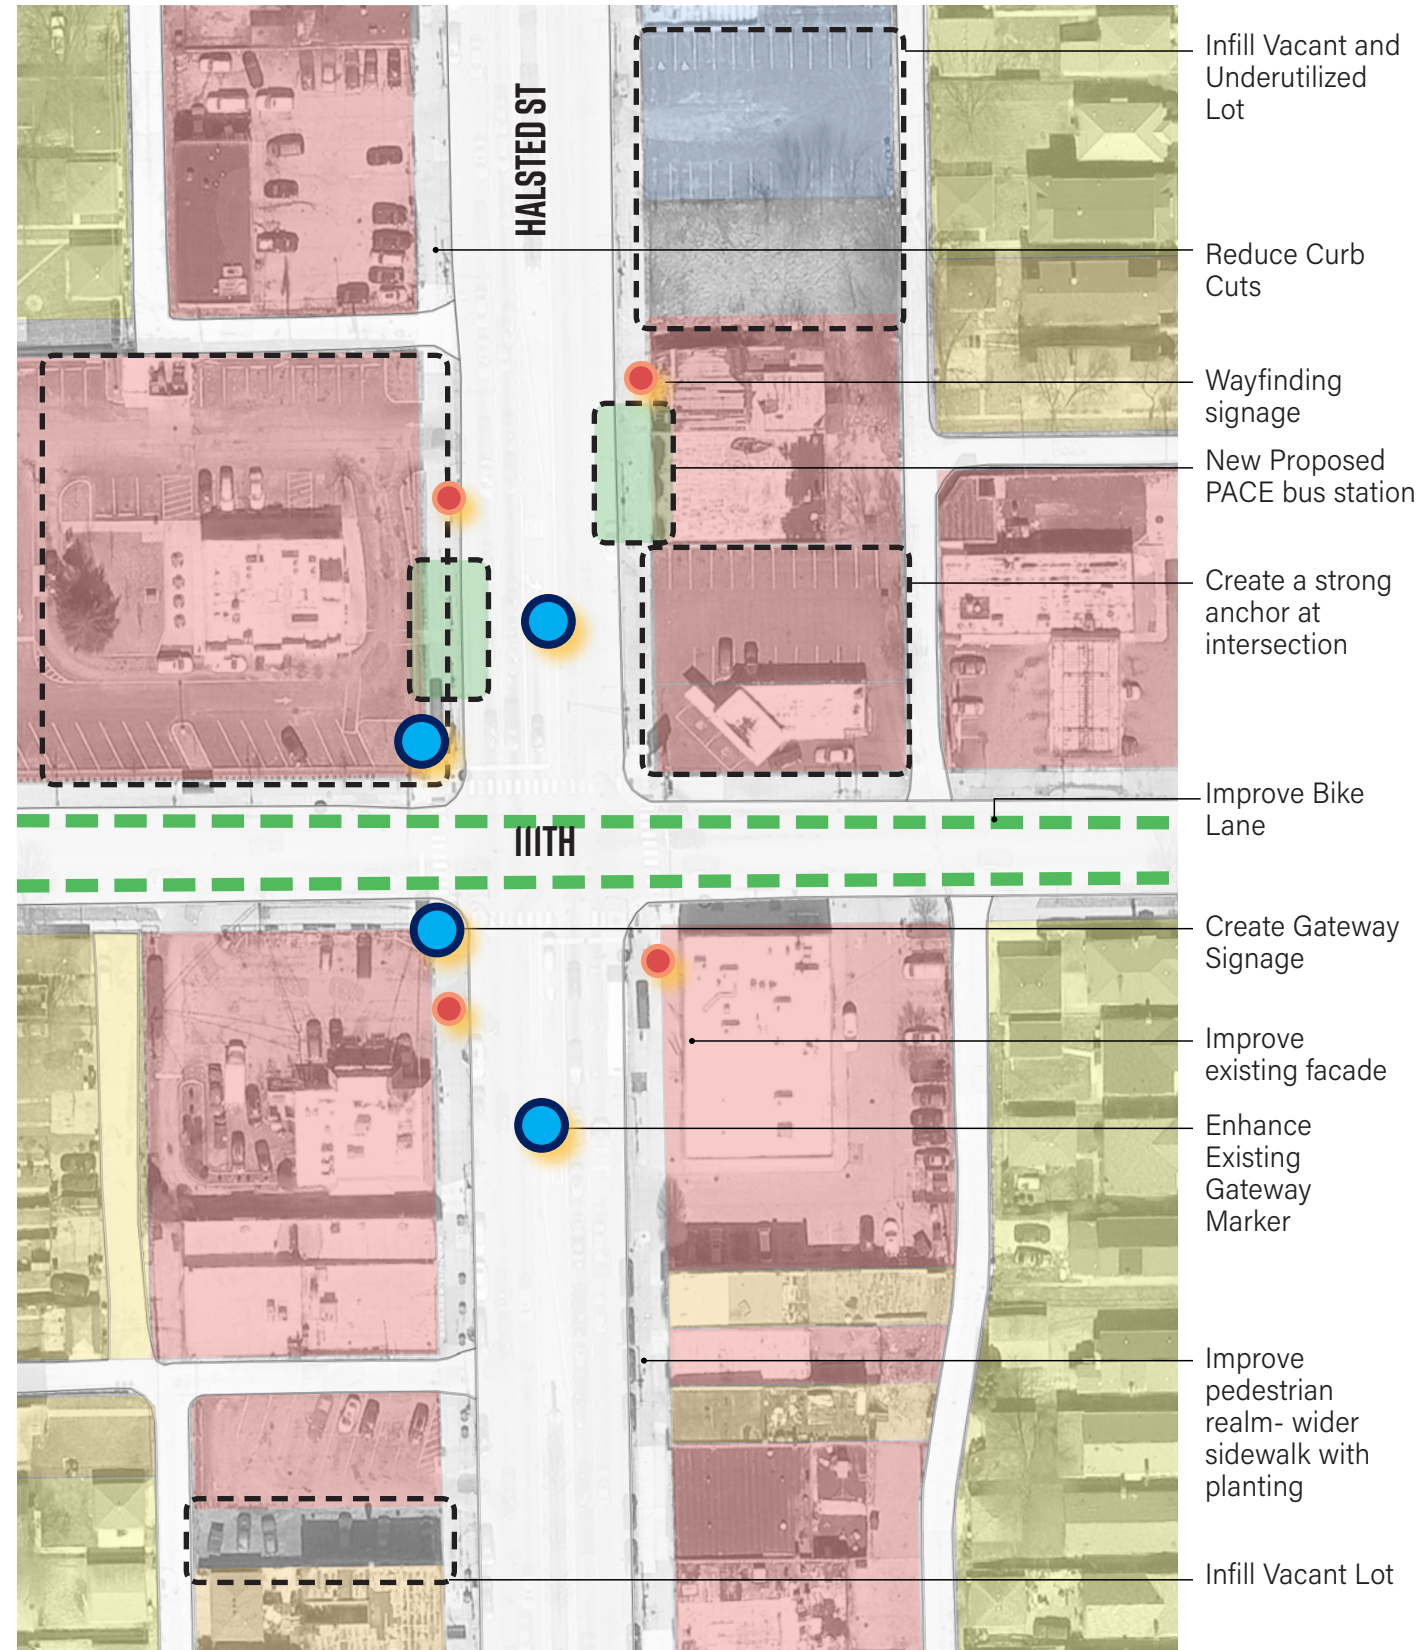 HALSTED ST
Infill Vacant and
Underutilized
Lot
Reduce Curb
Cuts
Wayfinding
signage
New Proposed
PACE bus station
Create a strong
anchor at
intersection
Improve Bike
Lane
111TH
Create Gateway
Signage
Improve
existing facade
Enhance
Existing
Gateway
Marker
Improve
pedestrian
realm- wider
sidewalk with
planting
Infill Vacant Lot